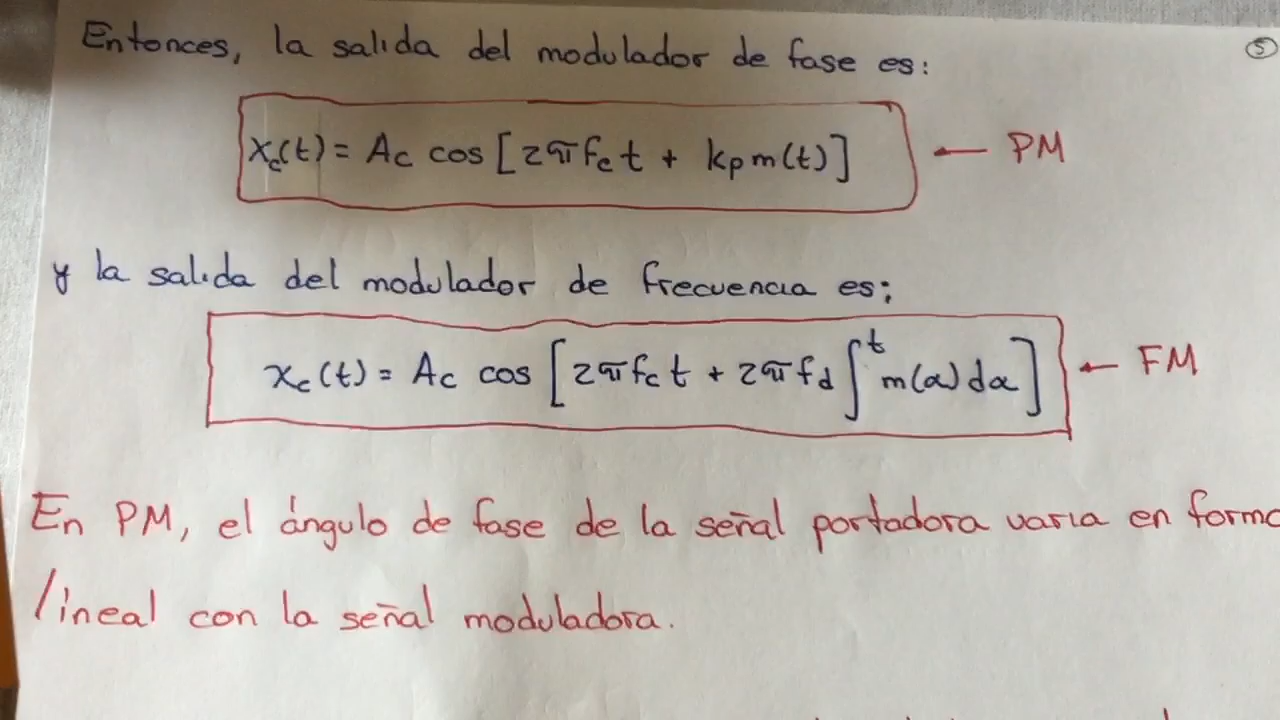 Entonces, la salida del modulador de fase es:
⑤
x_c(t) = A_c cos [2πf_c t + k_p m(t)] ← PM
y la salida del modulador de frecuencia es;
x_c(t) = A_c cos [2πf_c t + 2πf_d ∫^t m(α) dα] ← FM
En PM, el ángulo de fase de la señal portadora varia en forma
lineal con la señal moduladora.